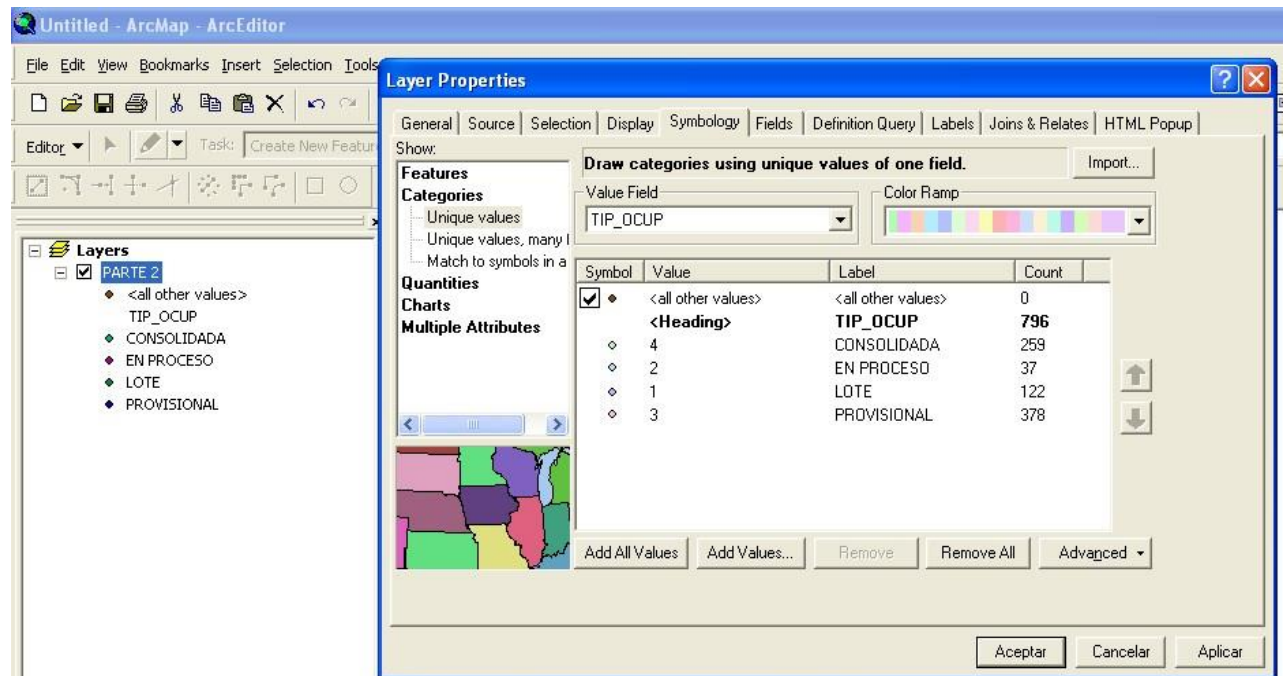 Untitled - ArcMap - ArcEditor
File Edit View Bookmarks Insert Selection Tools
Editor Task: Create New Featur
Layers
PARTE 2
<all other values>
TIP_OCUP
CONSOLIDADA
EN PROCESO
LOTE
PROVISIONAL
Layer Properties
General Source Selection Display Symbology Fields Definition Query Labels Joins & Relates HTML Popup
Show:
Features
Categories
Unique values
Unique values, many
Match to symbols in a
Quantities
Charts
Multiple Attributes
Draw categories using unique values of one field. Import...
Value Field Color Ramp
TIP_OCUP
Symbol Value Label Count
<all other values> <all other values> 0
<Heading> TIP_OCUP 796
4 CONSOLIDADA 259
2 EN PROCESO 37
1 LOTE 122
3 PROVISIONAL 378
Add All Values Add Values... Remove Remove All Advanced
Aceptar Cancelar Aplicar